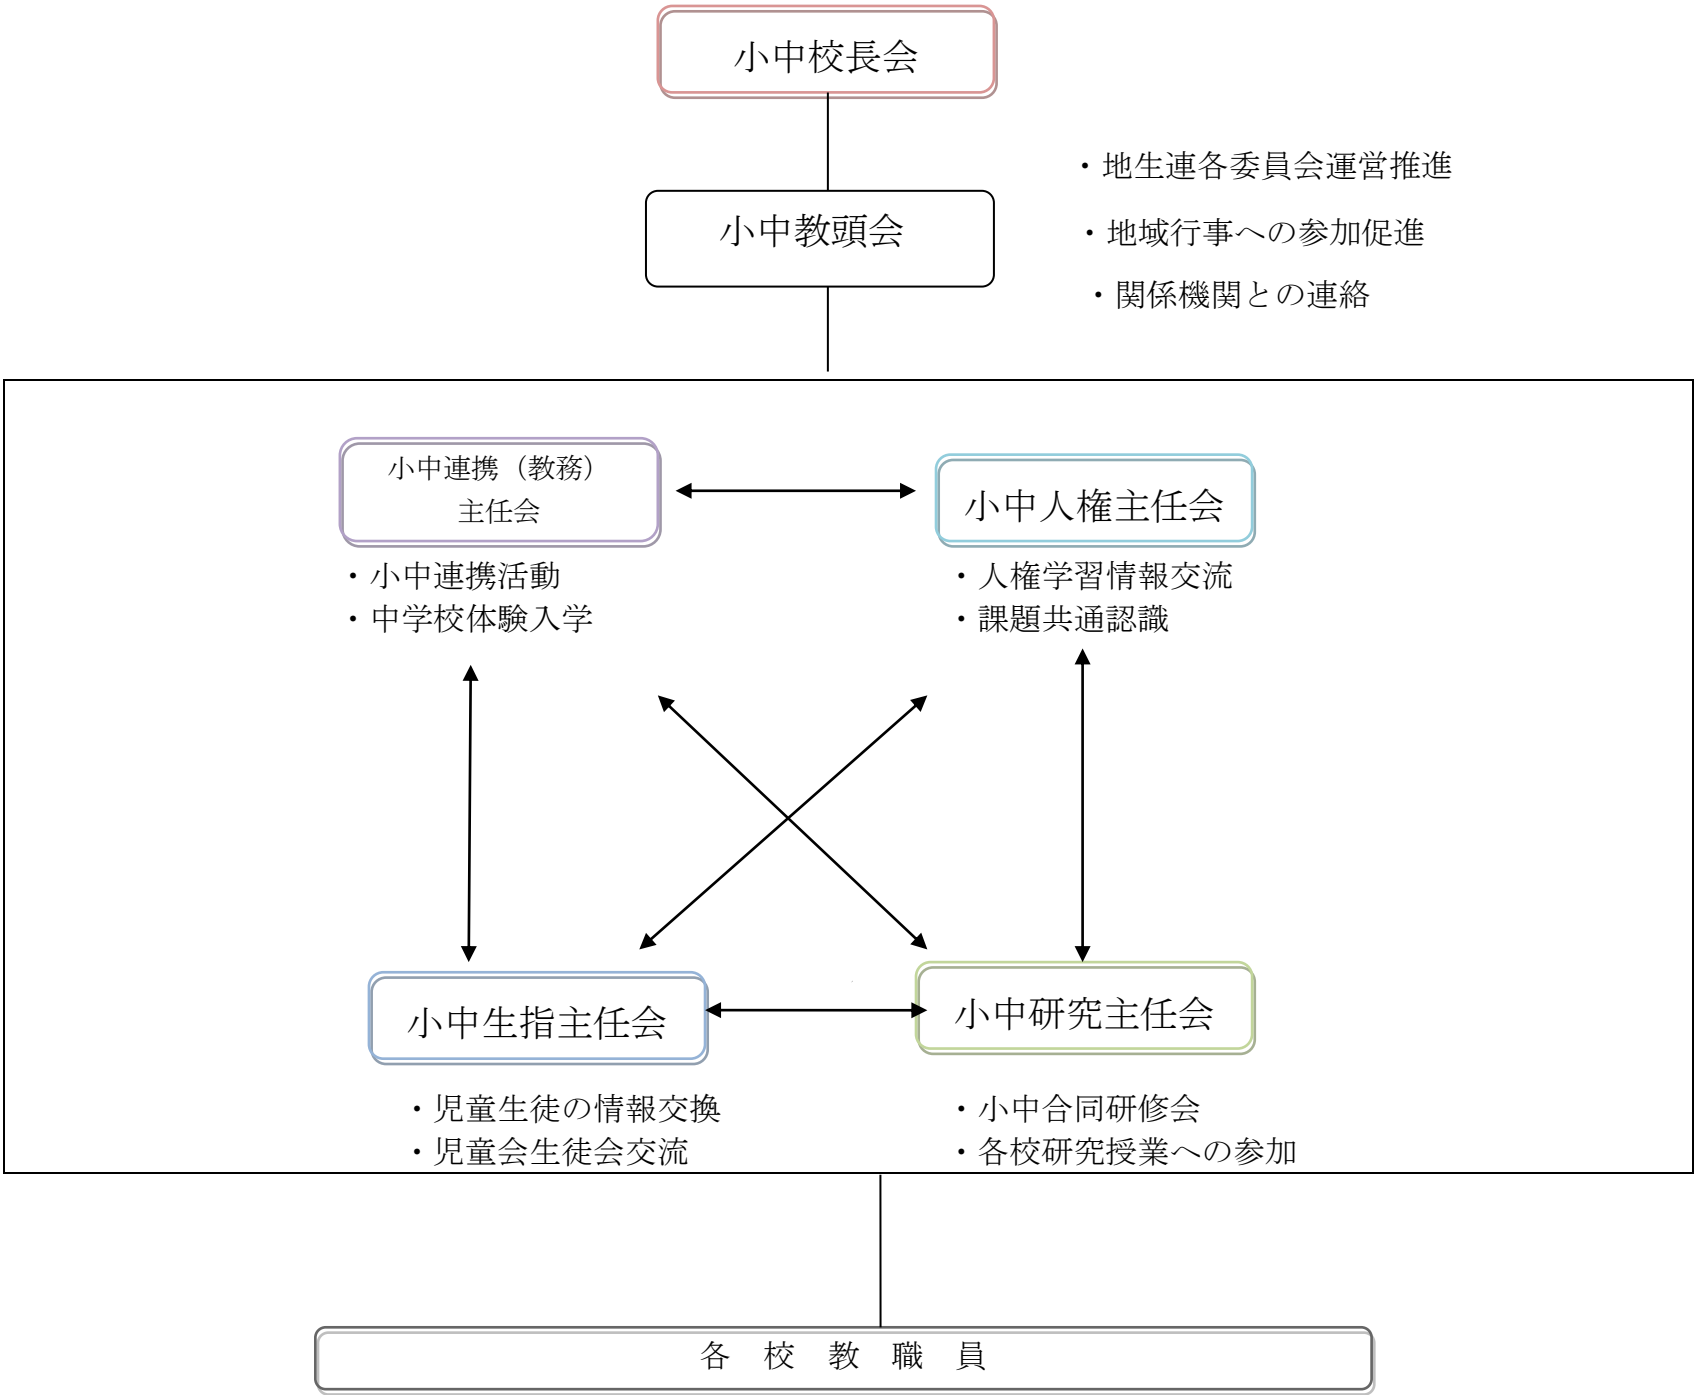 小中校長会
・地生連各委員会運営推進
小中教頭会
・地域行事への参加促進
・関係機関との連絡
小中連携（教務）
主任会
小中人権主任会
・小中連携活動
・中学校体験入学
・人権学習情報交流
・課題共通認識
小中生指主任会
小中研究主任会
・児童生徒の情報交換
・児童会生徒会交流
・小中合同研修会
・各校研究授業への参加
各　校　教　職　員